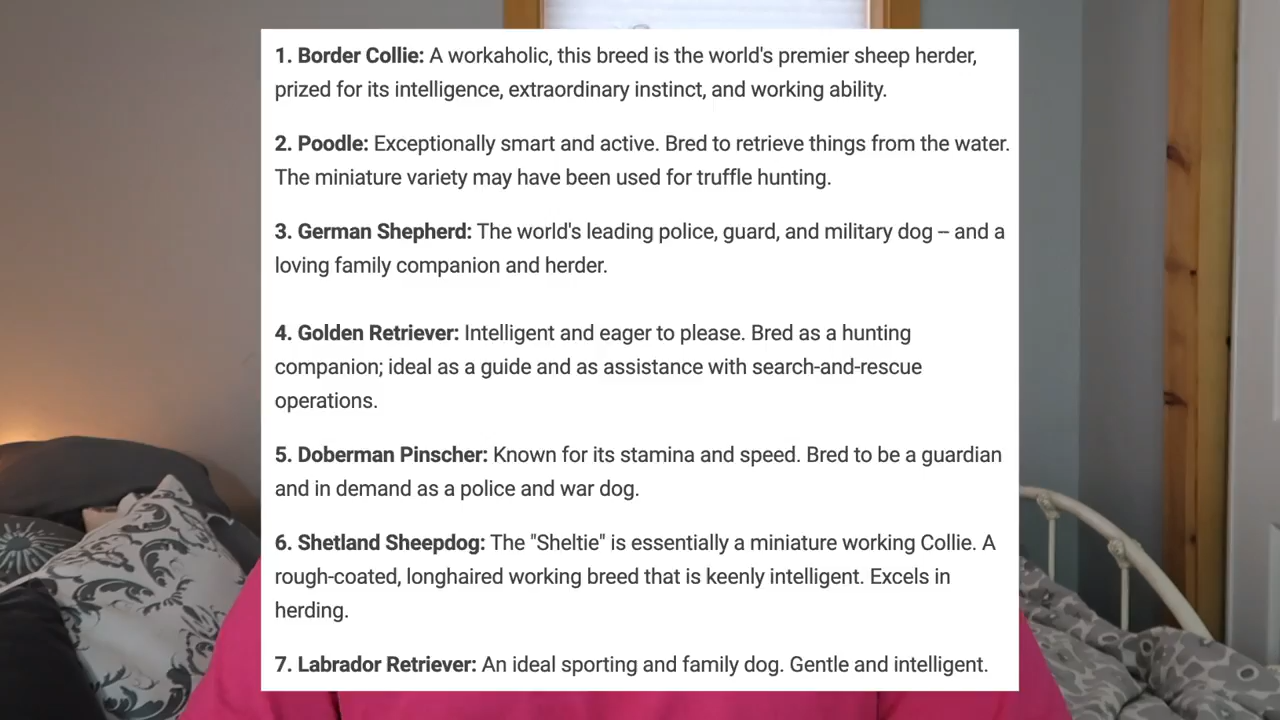 1. Border Collie: A workaholic, this breed is the world's premier sheep herder,
prized for its intelligence, extraordinary instinct, and working ability.
2. Poodle: Exceptionally smart and active. Bred to retrieve things from the water.
The miniature variety may have been used for truffle hunting.
3. German Shepherd: The world's leading police, guard, and military dog -- and a
loving family companion and herder.
4. Golden Retriever: Intelligent and eager to please. Bred as a hunting
companion; ideal as a guide and as assistance with search-and-rescue
operations.
5. Doberman Pinscher: Known for its stamina and speed. Bred to be a guardian
and in demand as a police and war dog.
6. Shetland Sheepdog: The "Sheltie" is essentially a miniature working Collie. A
rough-coated, longhaired working breed that is keenly intelligent. Excels in
herding.
7. Labrador Retriever: An ideal sporting and family dog. Gentle and intelligent.